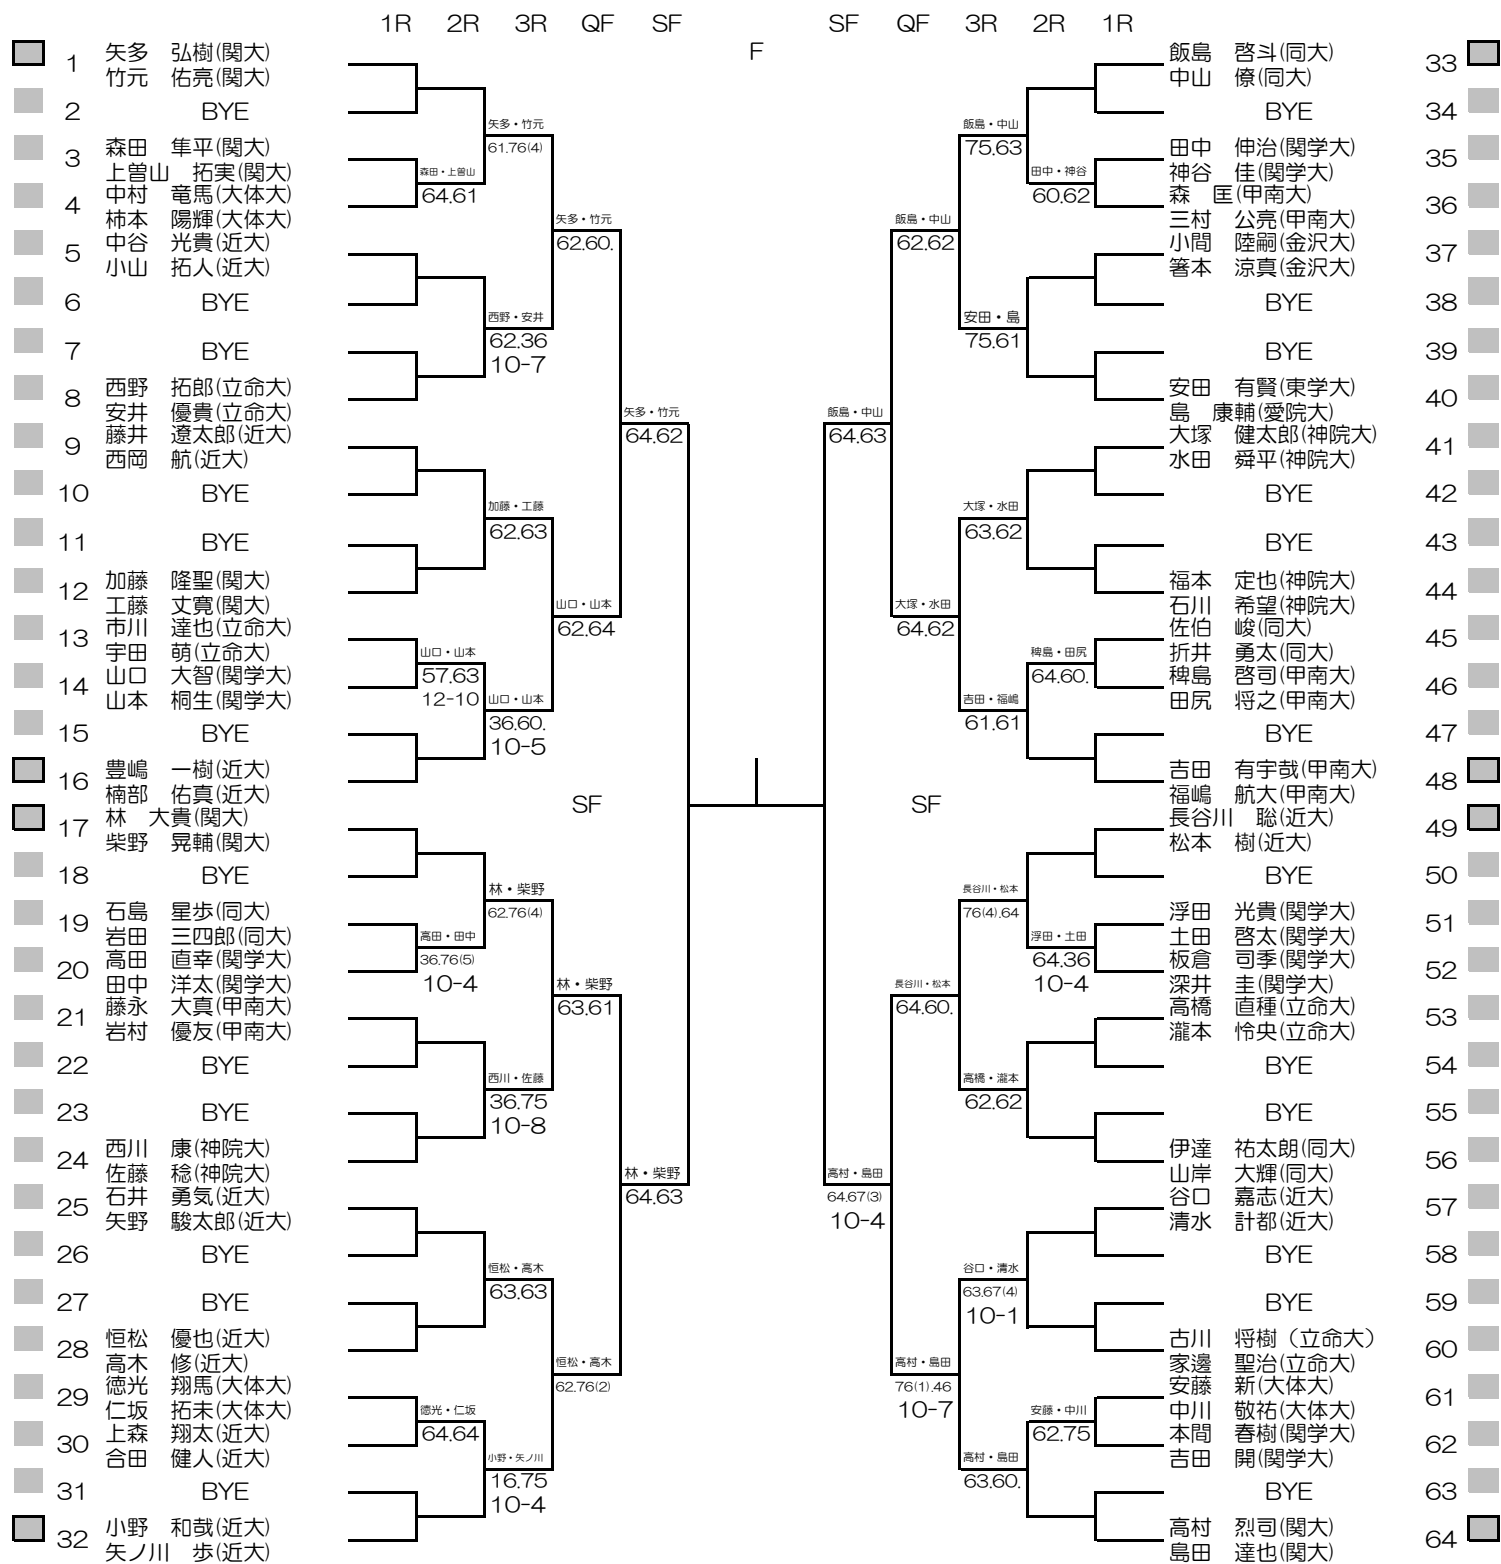 1R 2R 3R QF SF F SF QF 3R 2R 1R
1 矢多 弘樹(関大)
竹元 佑亮(関大)
2 BYE
3 森田 隼平(関大)
上曽山 拓実(関大)
4 中村 竜馬(大体大)
柿本 陽輝(大体大)
5 中谷 光貴(近大)
小山 拓人(近大)
6 BYE
7 BYE
8 西野 拓郎(立命大)
安井 優貴(立命大)
9 藤井 遼太郎(近大)
西岡 航(近大)
10 BYE
11 BYE
12 加藤 隆聖(関大)
工藤 丈寛(関大)
13 市川 達也(立命大)
宇田 萌(立命大)
14 山口 大智(関学大)
山本 桐生(関学大)
15 BYE
16 豊嶋 一樹(近大)
楠部 佑真(近大)
17 林 大貴(関大)
柴野 晃輔(関大)
18 BYE
19 石島 星歩(同大)
岩田 三四郎(同大)
20 高田 直幸(関学大)
田中 洋太(関学大)
21 藤永 大真(甲南大)
岩村 優友(甲南大)
22 BYE
23 BYE
24 西川 康(神院大)
佐藤 稔(神院大)
25 石井 勇気(近大)
矢野 駿太郎(近大)
26 BYE
27 BYE
28 恒松 優也(近大)
高木 修(近大)
29 徳光 翔馬(大体大)
仁坂 拓未(大体大)
30 上森 翔太(近大)
合田 健人(近大)
31 BYE
32 小野 和哉(近大)
矢ノ川 歩(近大)
森田・上曽山
64.61
山口・山本
57.63
12-10
高田・田中
36.76(5)
10-4
徳光・仁坂
64.64
矢多・竹元
61.76(4)
西野・安井
62.36
10-7
加藤・工藤
62.63
山口・山本
36.60.
10-5
林・柴野
62.76(4)
西川・佐藤
36.75
10-8
恒松・高木
63.63
小野・矢ノ川
16.75
10-4
矢多・竹元
62.60.
山口・山本
62.64
林・柴野
63.61
恒松・高木
62.76(2)
矢多・竹元
64.62
林・柴野
64.63
SF
SF
飯島・中山
64.63
高村・島田
64.67(3)
10-4
飯島・中山
62.62
大塚・水田
64.62
長谷川・松本
64.60.
高村・島田
76(1).46
10-7
飯島・中山
75.63
安田・島
75.61
大塚・水田
63.62
吉田・福嶋
61.61
長谷川・松本
76(4).64
高橋・瀧本
62.62
谷口・清水
63.67(4)
10-1
高村・島田
63.60.
田中・神谷
60.62
稗島・田尻
64.60.
浮田・土田
64.36
10-4
安藤・中川
62.75
飯島 啓斗(同大) 33
中山 僚(同大)
BYE 34
田中 伸治(関学大) 35
神谷 佳(関学大)
森 匡(甲南大) 36
三村 公亮(甲南大)
小間 陸嗣(金沢大) 37
箸本 涼真(金沢大)
BYE 38
BYE 39
安田 有賢(東学大) 40
島 康輔(愛院大)
大塚 健太郎(神院大) 41
水田 舜平(神院大)
BYE 42
BYE 43
福本 定也(神院大) 44
石川 希望(神院大)
佐伯 峻(同大) 45
折井 勇太(同大)
稗島 啓司(甲南大) 46
田尻 将之(甲南大)
BYE 47
吉田 有宇哉(甲南大) 48
福嶋 航大(甲南大)
長谷川 聡(近大) 49
松本 樹(近大)
BYE 50
浮田 光貴(関学大) 51
土田 啓太(関学大)
板倉 司季(関学大) 52
深井 圭(関学大)
高橋 直種(立命大) 53
瀧本 怜央(立命大)
BYE 54
BYE 55
伊達 祐太朗(同大) 56
山岸 大輝(同大)
谷口 嘉志(近大) 57
清水 計都(近大)
BYE 58
BYE 59
古川 将樹（立命大） 60
家邊 聖治(立命大)
安藤 新(大体大) 61
中川 敬祐(大体大)
本間 春樹(関学大) 62
吉田 開(関学大)
BYE 63
高村 烈司(関大) 64
島田 達也(関大)